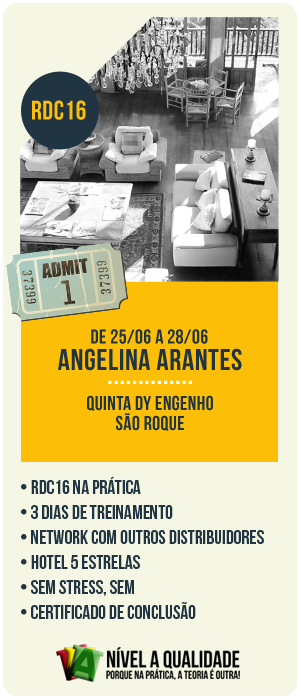 RDC16
ADMIT
1
37399
37399
DE 25/06 A 28/06
ANGELINA ARANTES
QUINTA DY ENGENHO
SÃO ROQUE
• RDC16 NA PRÁTICA
• 3 DIAS DE TREINAMENTO
• NETWORK COM OUTROS DISTRIBUIDORES
• HOTEL 5 ESTRELAS
• SEM STRESS, SEM
• CERTIFICADO DE CONCLUSÃO
NÍVEL A QUALIDADE
PORQUE NA PRÁTICA, A TEORIA É OUTRA!